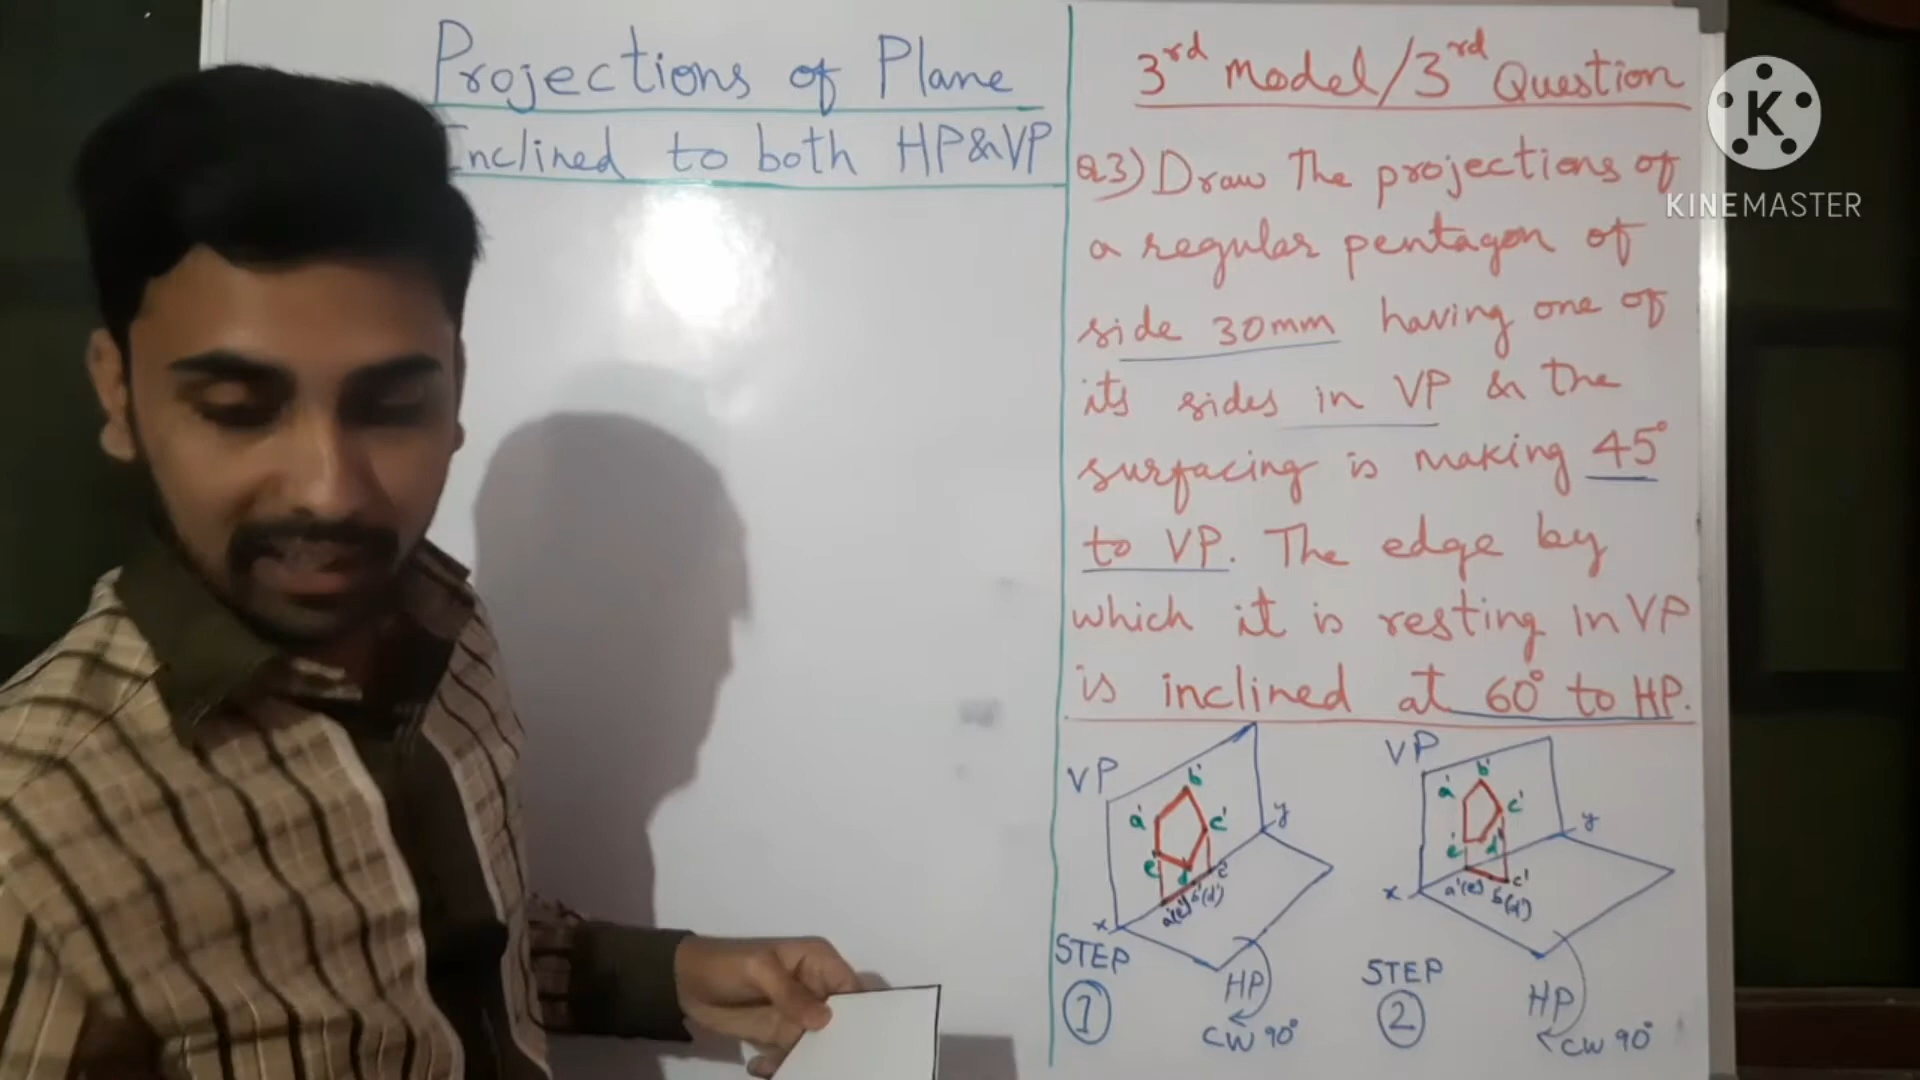 Projections of Plane
Inclined to both HP&VP
3rd Model/3rd Question
Q.3) Draw The projections of
a regular pentagon of
side 30mm having one of
its sides in VP & the
surfacing is making 45°
to VP. The edge by
which it is resting in VP
is inclined at 60° to HP.
VP
b'
a'
c'
e'
d'
y
c'
b'(d')
a'(e')
x
STEP
1
HP
CW 90°
VP
b'
a'
c'
y
e'
d'
x
a'(e')
c'
b(d')
STEP
2
HP
CW 90°
K
KINEMASTER